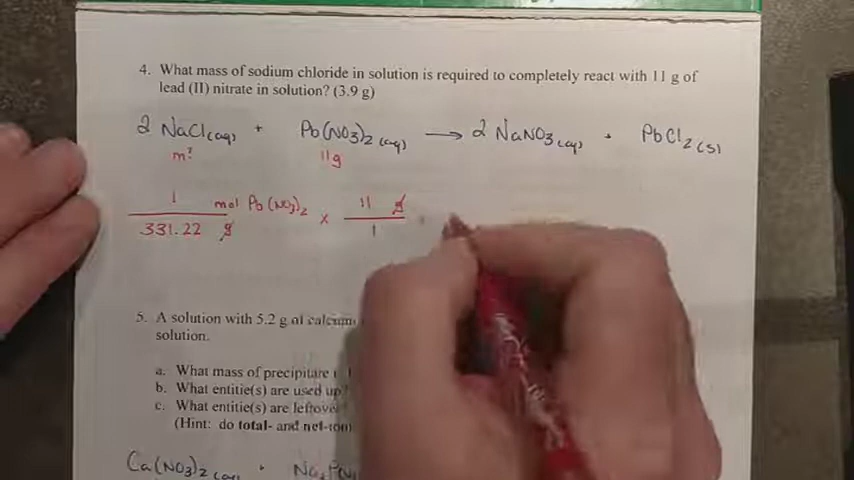 4. What mass of sodium chloride in solution is required to completely react with 11 g of
lead (II) nitrate in solution? (3.9 g)
2 NaCl(aq) + Pb(NO3)2 (aq) → 2 NaNO3 (aq) + PbCl2 (s)
m? 11g
1 mol Pb(NO3)2 × 11 g
331.22 g 1
5. A solution with 5.2 g of calcium
solution.
a. What mass of precipitate
b. What entitie(s) are used up
c. What entitie(s) are leftover
(Hint: do total- and net-ion
Ca(NO3)2 (aq) +